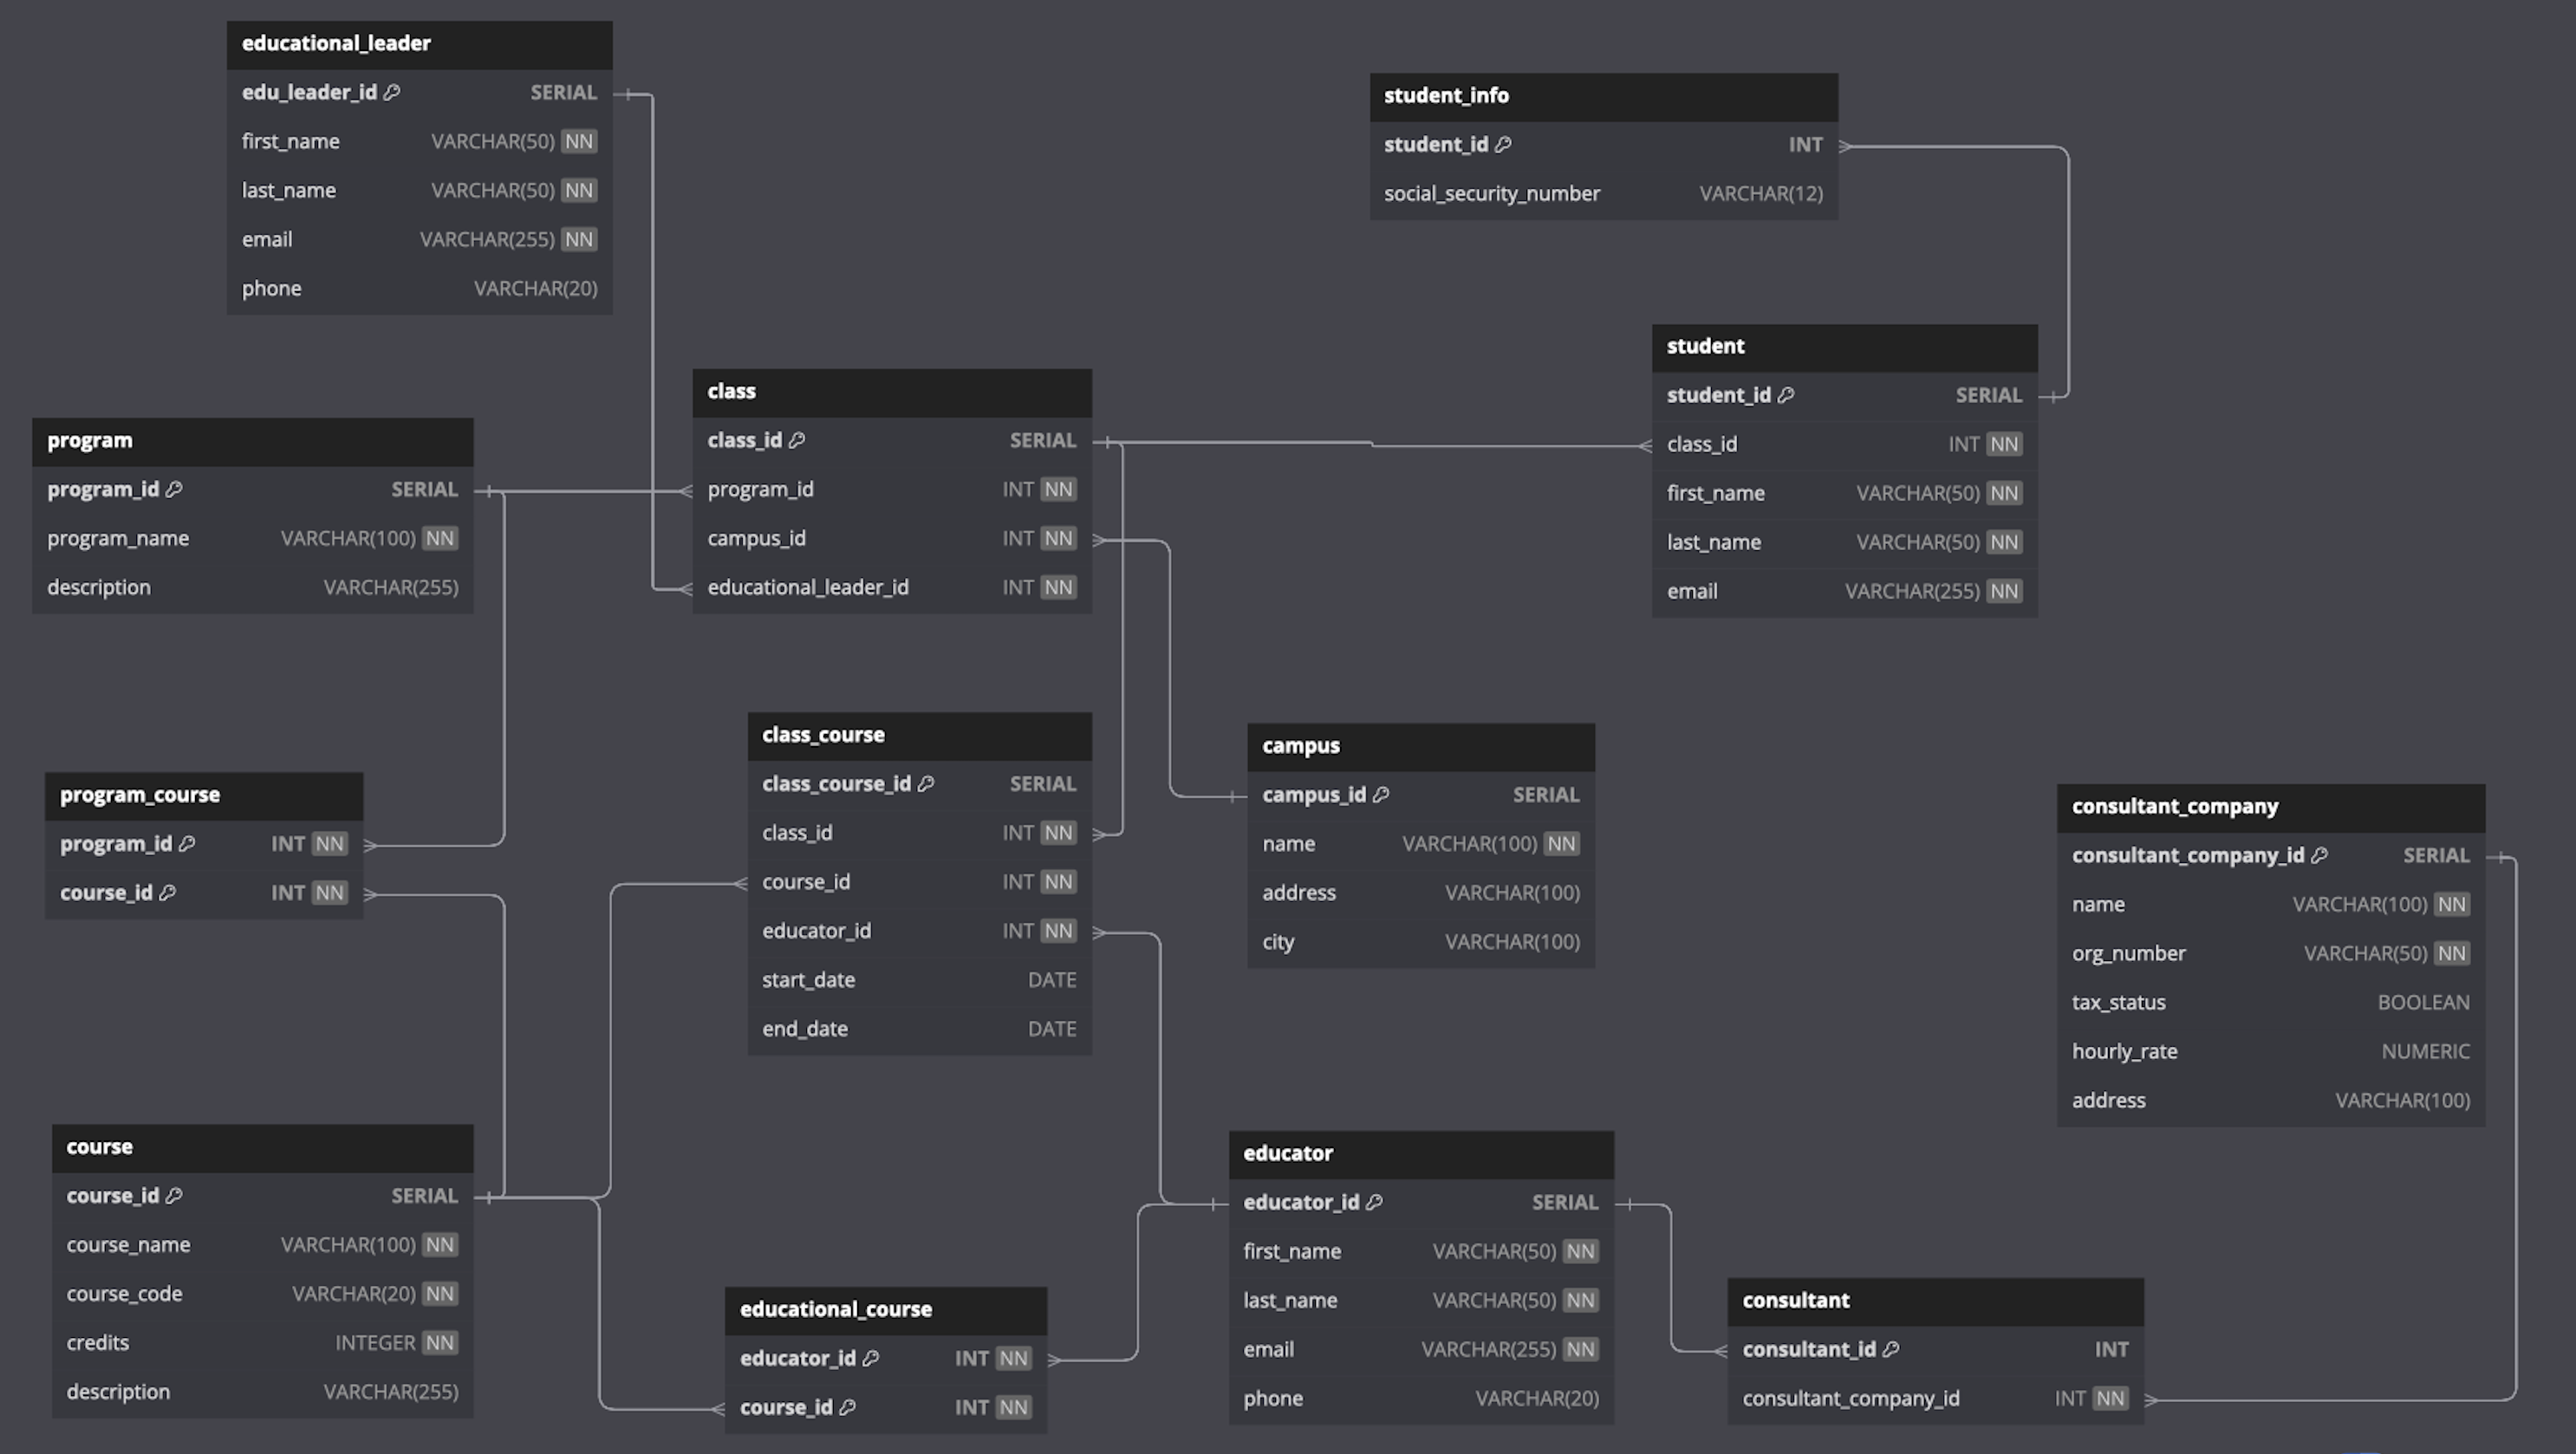 educational_leader
edu_leader_id SERIAL
first_name VARCHAR(50) NN
last_name VARCHAR(50) NN
email VARCHAR(255) NN
phone VARCHAR(20)
student_info
student_id INT
social_security_number VARCHAR(12)
student
student_id SERIAL
class_id INT NN
first_name VARCHAR(50) NN
last_name VARCHAR(50) NN
email VARCHAR(255) NN
class
class_id SERIAL
program_id INT NN
campus_id INT NN
educational_leader_id INT NN
program
program_id SERIAL
program_name VARCHAR(100) NN
description VARCHAR(255)
class_course
class_course_id SERIAL
class_id INT NN
course_id INT NN
educator_id INT NN
start_date DATE
end_date DATE
campus
campus_id SERIAL
name VARCHAR(100) NN
address VARCHAR(100)
city VARCHAR(100)
program_course
program_id INT NN
course_id INT NN
consultant_company
consultant_company_id SERIAL
name VARCHAR(100) NN
org_number VARCHAR(50) NN
tax_status BOOLEAN
hourly_rate NUMERIC
address VARCHAR(100)
course
course_id SERIAL
course_name VARCHAR(100) NN
course_code VARCHAR(20) NN
credits INTEGER NN
description VARCHAR(255)
educator
educator_id SERIAL
first_name VARCHAR(50) NN
last_name VARCHAR(50) NN
email VARCHAR(255) NN
phone VARCHAR(20)
educational_course
educator_id INT NN
course_id INT NN
consultant
consultant_id INT
consultant_company_id INT NN